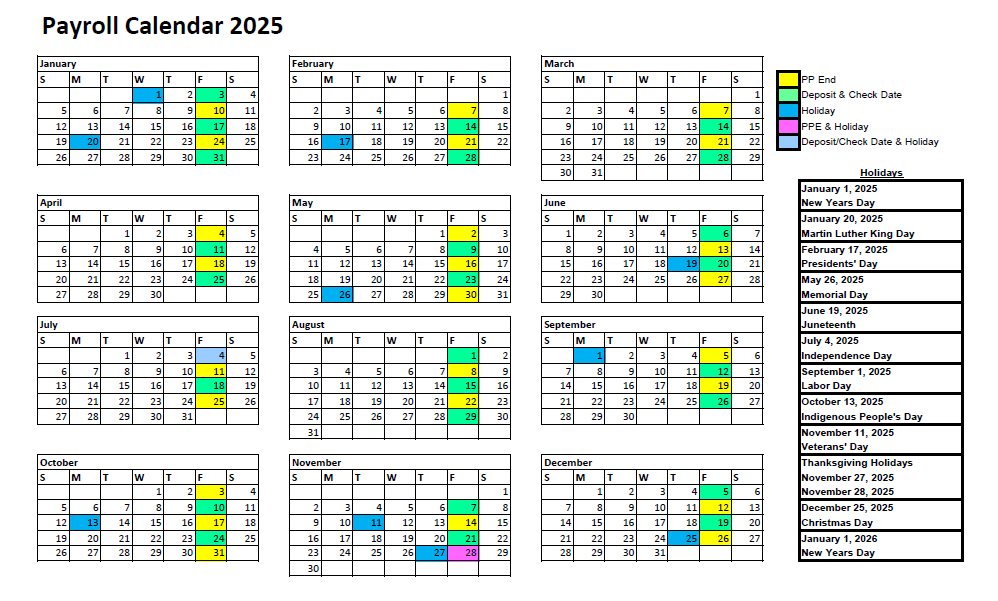 Payroll Calendar 2025
January
S M T W T F S
1 2 3 4
5 6 7 8 9 10 11
12 13 14 15 16 17 18
19 20 21 22 23 24 25
26 27 28 29 30 31
February
S M T W T F S
1
2 3 4 5 6 7 8
9 10 11 12 13 14 15
16 17 18 19 20 21 22
23 24 25 26 27 28
March
S M T W T F S
1
2 3 4 5 6 7 8
9 10 11 12 13 14 15
16 17 18 19 20 21 22
23 24 25 26 27 28 29
30 31
April
S M T W T F S
1 2 3 4 5
6 7 8 9 10 11 12
13 14 15 16 17 18 19
20 21 22 23 24 25 26
27 28 29 30
May
S M T W T F S
1 2 3
4 5 6 7 8 9 10
11 12 13 14 15 16 17
18 19 20 21 22 23 24
25 26 27 28 29 30 31
June
S M T W T F S
1 2 3 4 5 6 7
8 9 10 11 12 13 14
15 16 17 18 19 20 21
22 23 24 25 26 27 28
29 30
July
S M T W T F S
1 2 3 4 5
6 7 8 9 10 11 12
13 14 15 16 17 18 19
20 21 22 23 24 25 26
27 28 29 30 31
August
S M T W T F S
1 2
3 4 5 6 7 8 9
10 11 12 13 14 15 16
17 18 19 20 21 22 23
24 25 26 27 28 29 30
31
September
S M T W T F S
1 2 3 4 5 6
7 8 9 10 11 12 13
14 15 16 17 18 19 20
21 22 23 24 25 26 27
28 29 30
October
S M T W T F S
1 2 3 4
5 6 7 8 9 10 11
12 13 14 15 16 17 18
19 20 21 22 23 24 25
26 27 28 29 30 31
November
S M T W T F S
1
2 3 4 5 6 7 8
9 10 11 12 13 14 15
16 17 18 19 20 21 22
23 24 25 26 27 28 29
30
December
S M T W T F S
1 2 3 4 5 6
7 8 9 10 11 12 13
14 15 16 17 18 19 20
21 22 23 24 25 26 27
28 29 30 31
PP End
Deposit & Check Date
Holiday
PPE & Holiday
Deposit/Check Date & Holiday
Holidays
January 1, 2025
New Years Day
January 20, 2025
Martin Luther King Day
February 17, 2025
Presidents' Day
May 26, 2025
Memorial Day
June 19, 2025
Juneteenth
July 4, 2025
Independence Day
September 1, 2025
Labor Day
October 13, 2025
Indigenous People's Day
November 11, 2025
Veterans' Day
Thanksgiving Holidays
November 27, 2025
November 28, 2025
December 25, 2025
Christmas Day
January 1, 2026
New Years Day